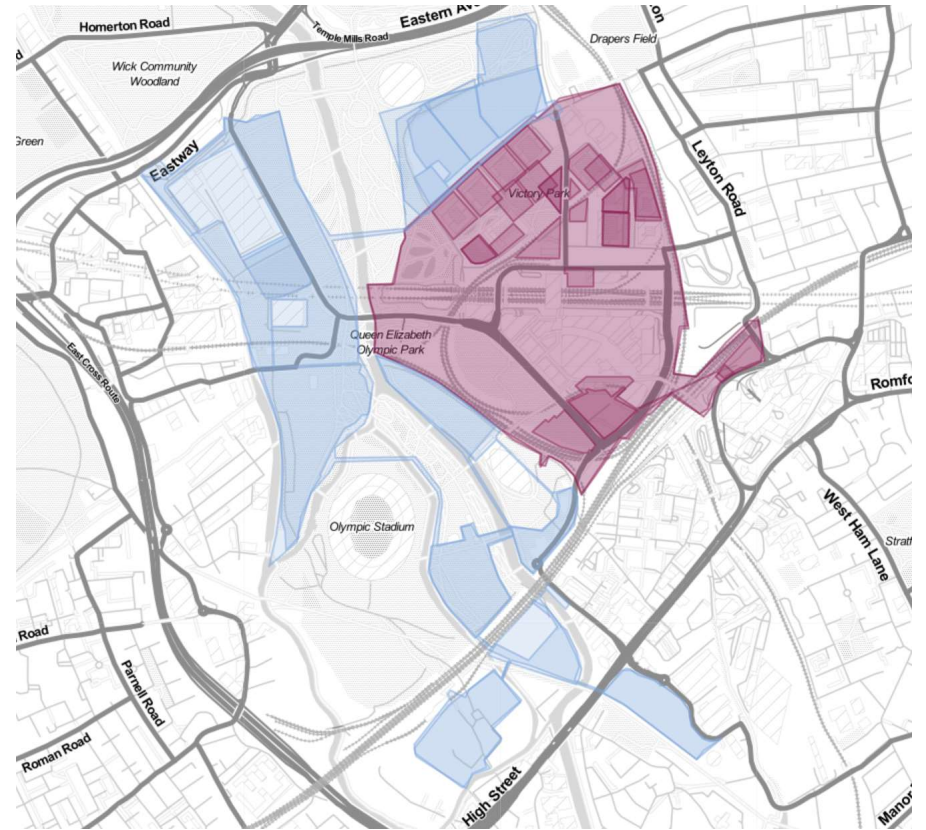 Homerton Road
Temple Mills Road
Eastern Av
on
Drapers Field
Wick Community
Woodland
Green
Eastway
Leyton Road
Victory Park
Queen Elizabeth
Olympic Park
East Cross Route
Romfo
West Ham Lane
Olympic Stadium
Stratf
Road
Parnell Road
Roman Road
High Street
Manor